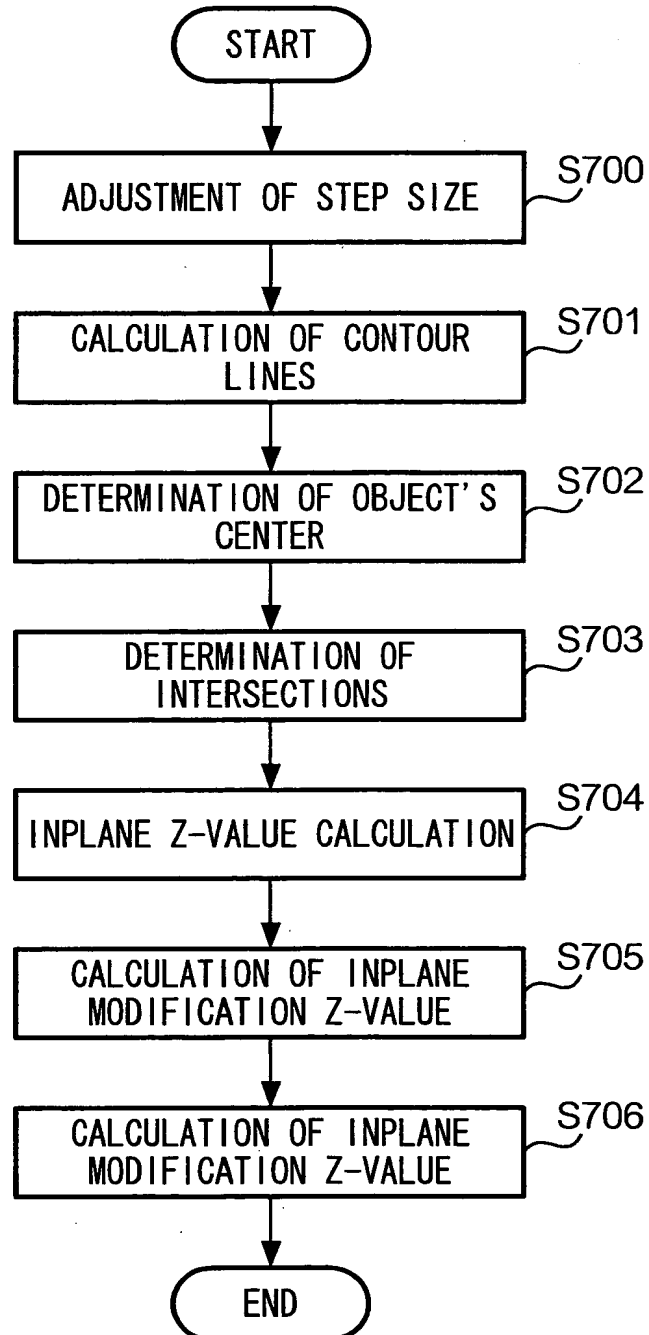 START
ADJUSTMENT OF STEP SIZE
S700
CALCULATION OF CONTOUR
LINES
S701
DETERMINATION OF OBJECT'S
CENTER
S702
DETERMINATION OF
INTERSECTIONS
S703
INPLANE Z-VALUE CALCULATION
S704
CALCULATION OF INPLANE
MODIFICATION Z-VALUE
S705
CALCULATION OF INPLANE
MODIFICATION Z-VALUE
S706
END